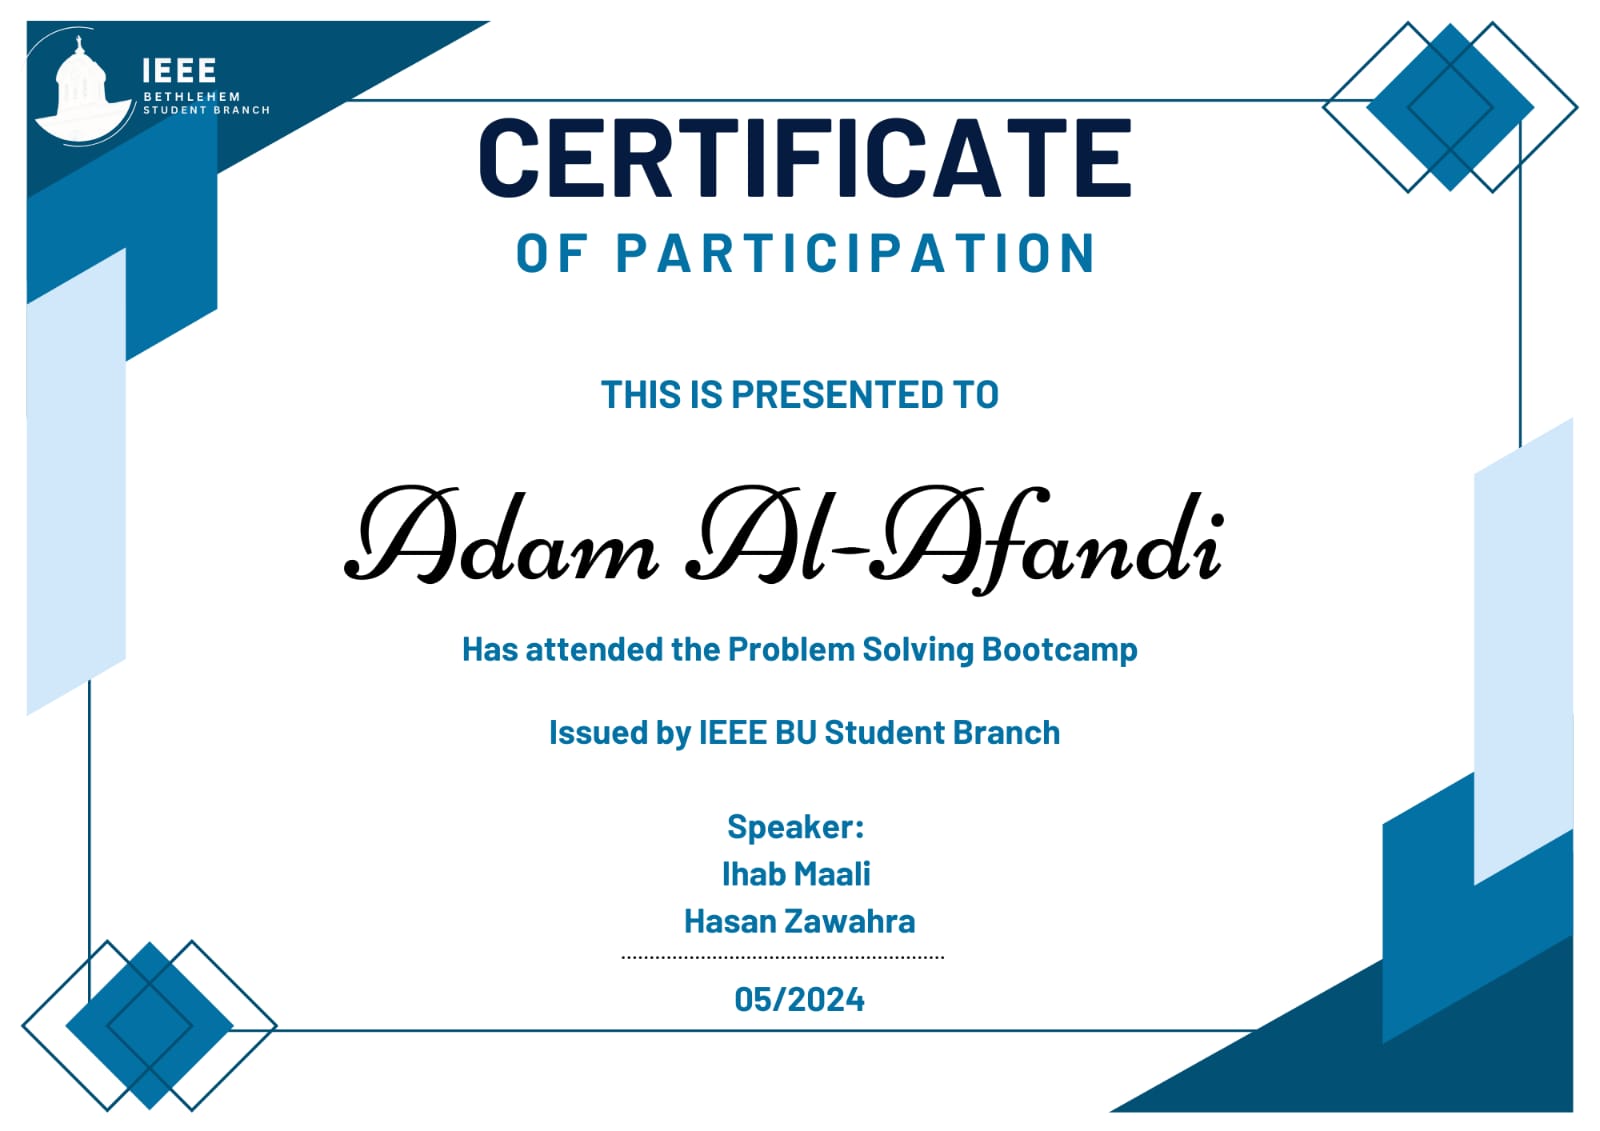 IEEE
BETHLEHEM
STUDENT BRANCH
CERTIFICATE
OF PARTICIPATION
THIS IS PRESENTED TO
Adam Al-Afandi
Has attended the Problem Solving Bootcamp
Issued by IEEE BU Student Branch
Speaker:
Ihab Maali
Hasan Zawahra
05/2024